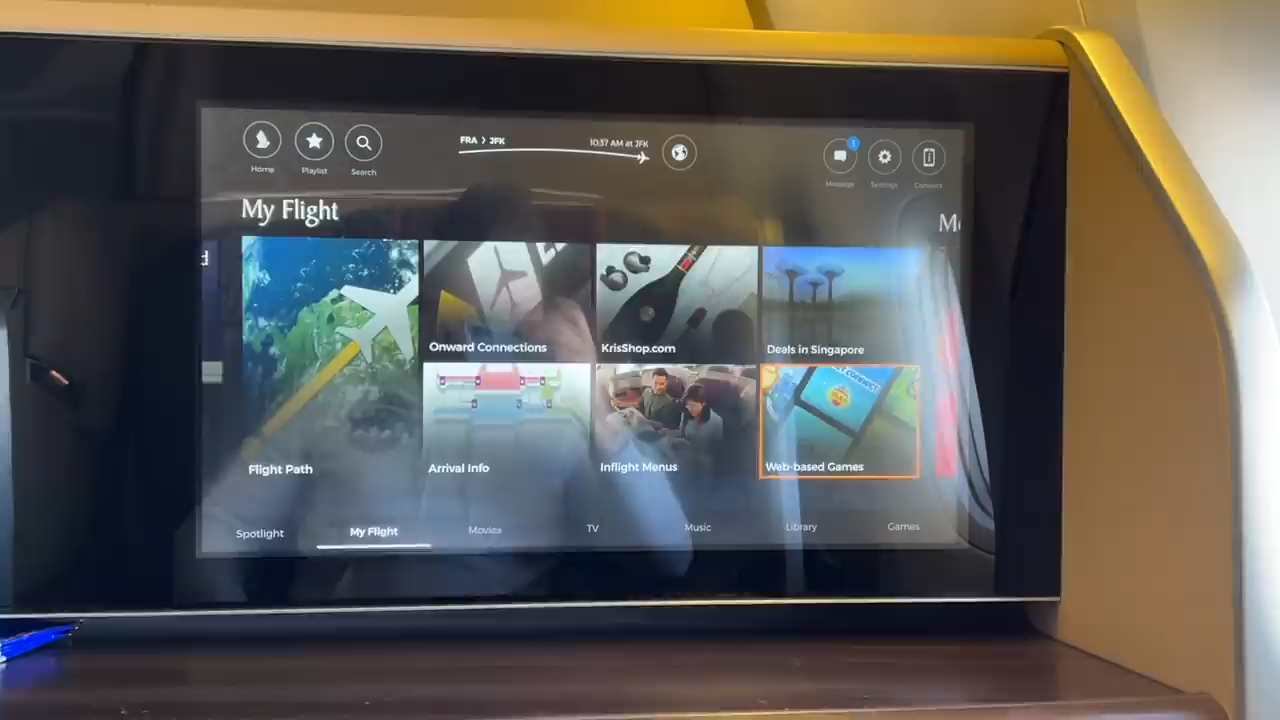 FRA > JFK
10:37 AM at JFK
1
Home
Playlist
Search
Message
Settings
Connect
My Flight
Onward Connections
KrisShop.com
Deals in Singapore
Flight Path
Arrival Info
Inflight Menus
Web-based Games
Spotlight
My Flight
Movies
TV
Music
Library
Games